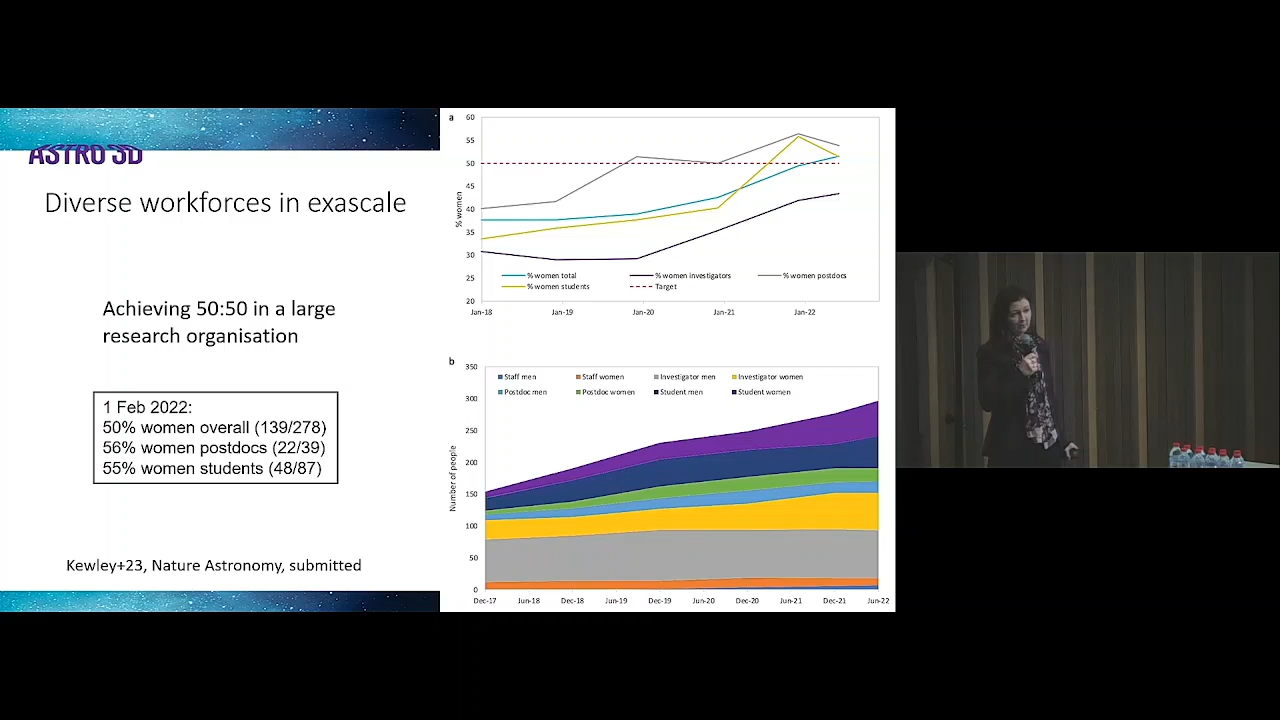 ASTRO 3D
Diverse workforces in exascale
Achieving 50:50 in a large
research organisation
1 Feb 2022:
50% women overall (139/278)
56% women postdocs (22/39)
55% women students (48/87)
Kewley+23, Nature Astronomy, submitted
a
60
55
50
45
40
35
30
25
20
% women
% women total
% women investigators
% women postdocs
% women students
Target
Jan-18
Jan-19
Jan-20
Jan-21
Jan-22
b
350
300
250
200
150
100
50
0
Number of people
Staff men
Staff women
Investigator men
Investigator women
Postdoc men
Postdoc women
Student men
Student women
Dec-17
Jun-18
Dec-18
Jun-19
Dec-19
Jun-20
Dec-20
Jun-21
Dec-21
Jun-22